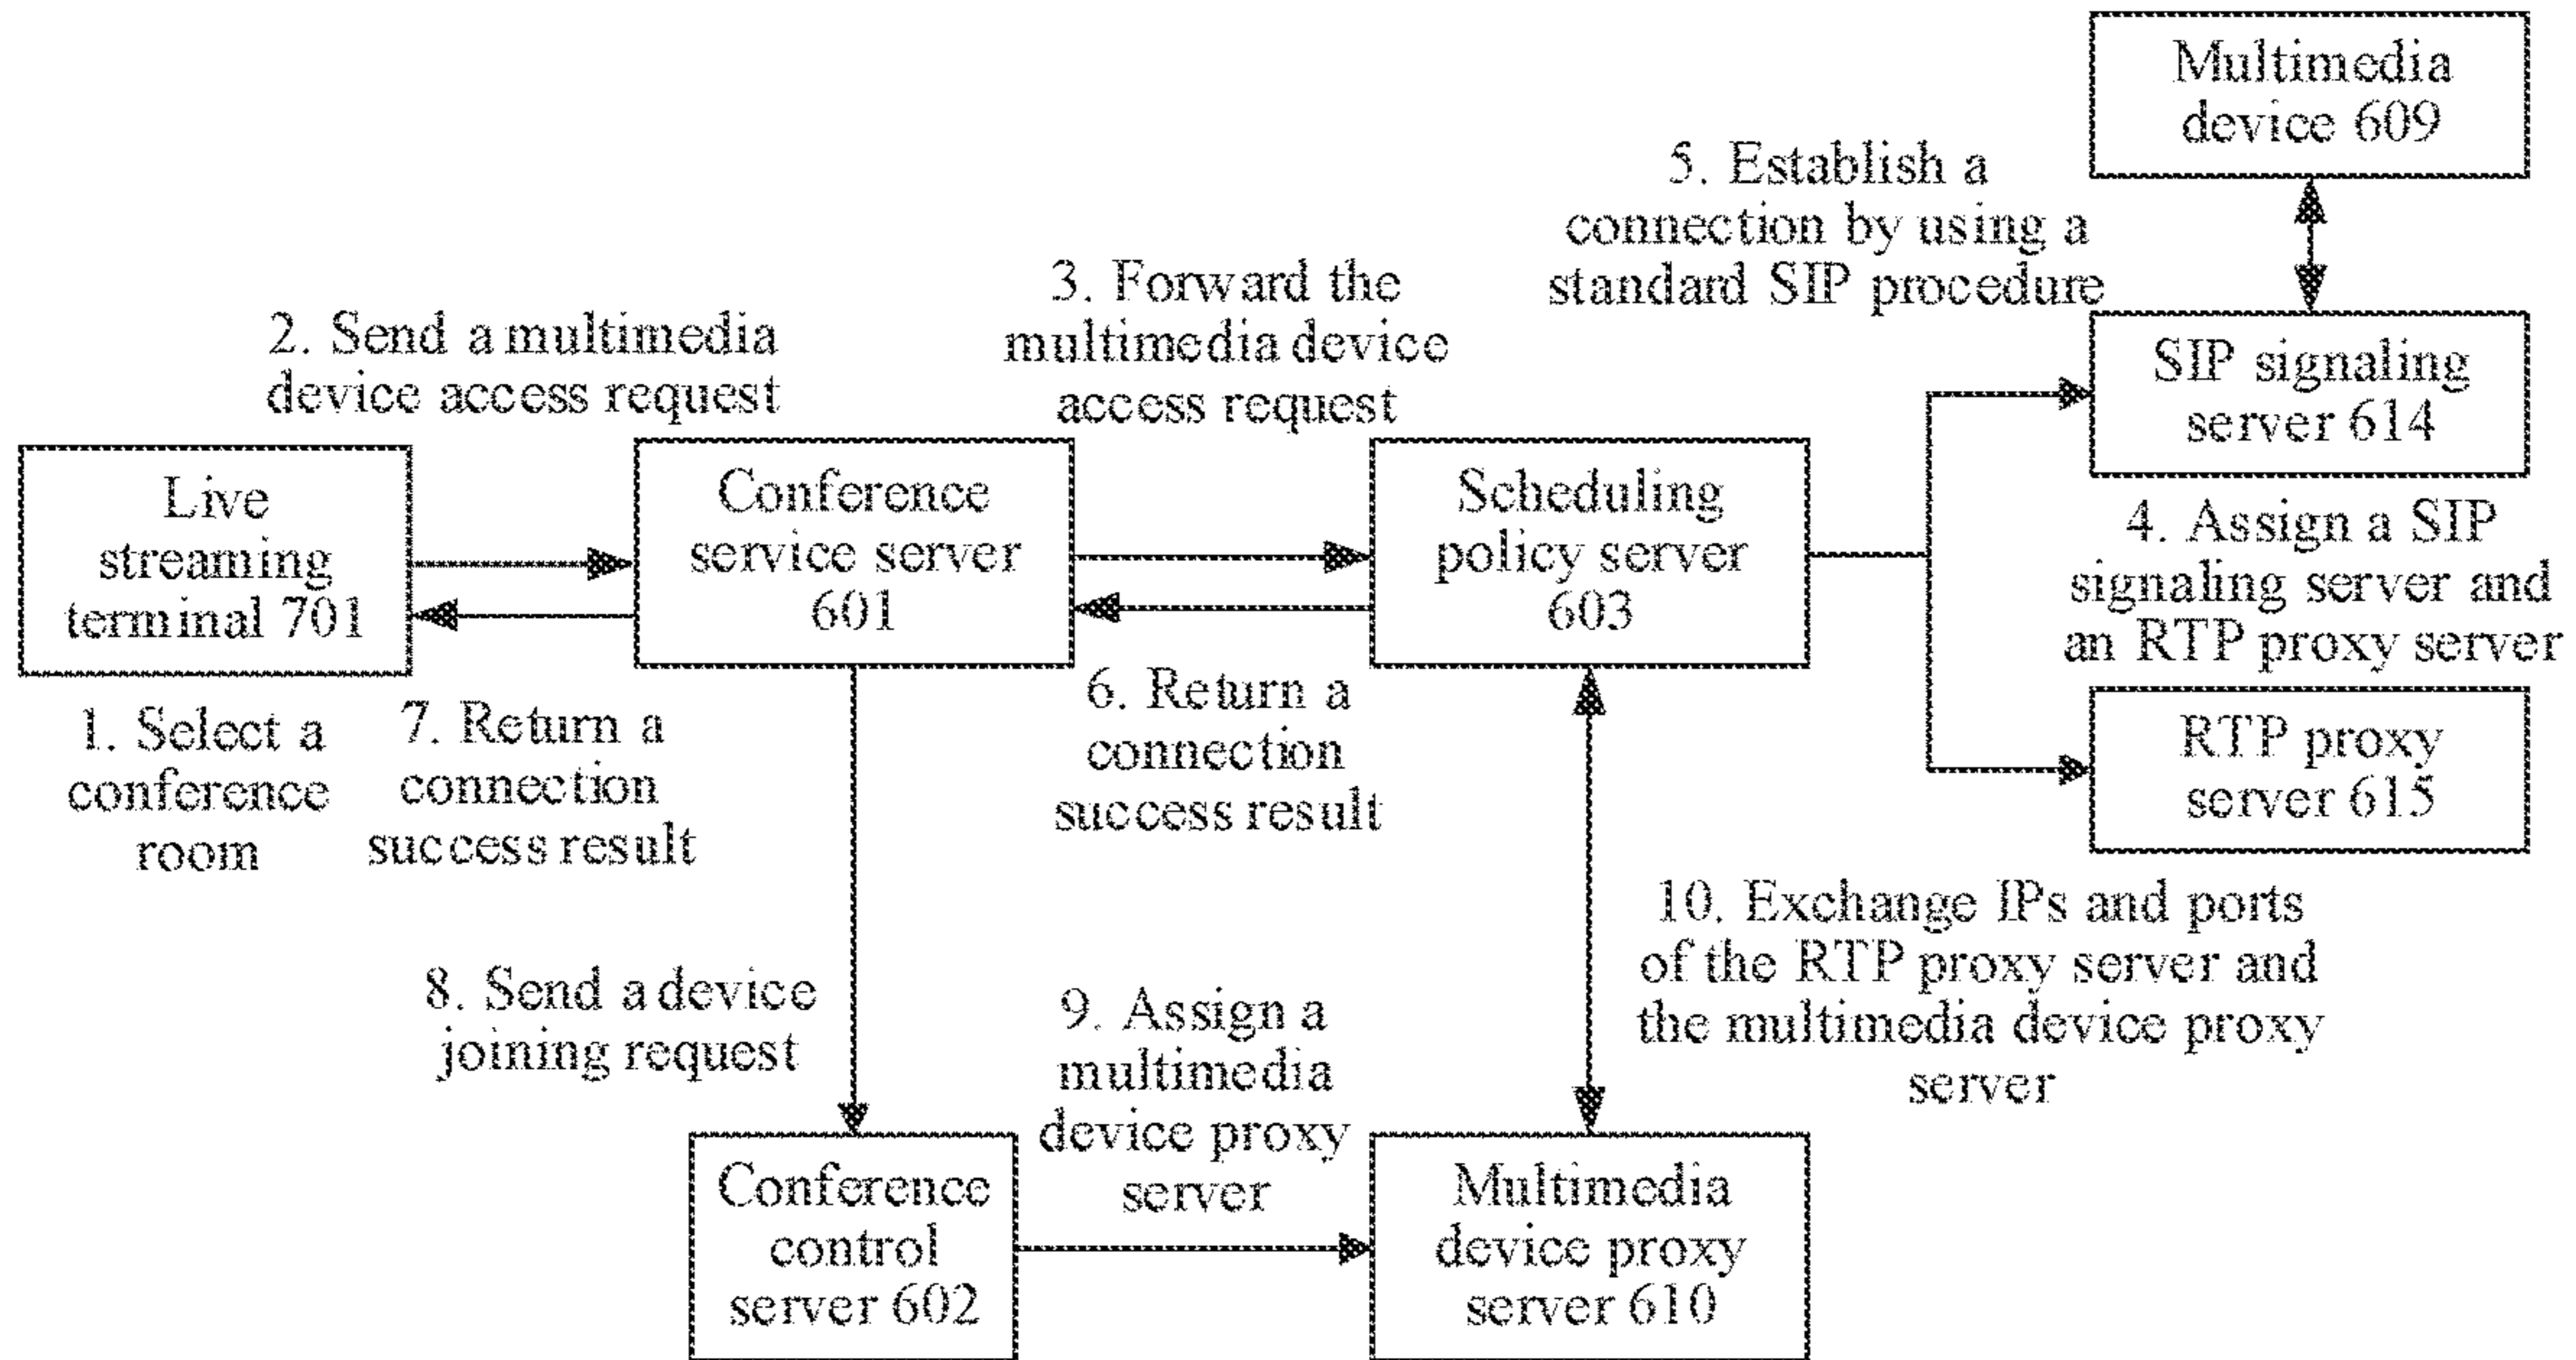 Multimedia
device 609
5. Establish a
connection by using a
standard SIP procedure
3. Forward the
multimedia device
access request
2. Send a multimedia
device access request
SIP signaling
server 614
Live
streaming
terminal 701
Conference
service server
601
Scheduling
policy server
603
4. Assign a SIP
signaling server and
an RTP proxy server
1. Select a
conference
room
7. Return a
connection
success result
6. Return a
connection
success result
RTP proxy
server 615
10. Exchange IPs and ports
of the RTP proxy server and
the multimedia device proxy
server
8. Send a device
joining request
9. Assign a
multimedia
device proxy
server
Conference
control
server 602
Multimedia
device proxy
server 610